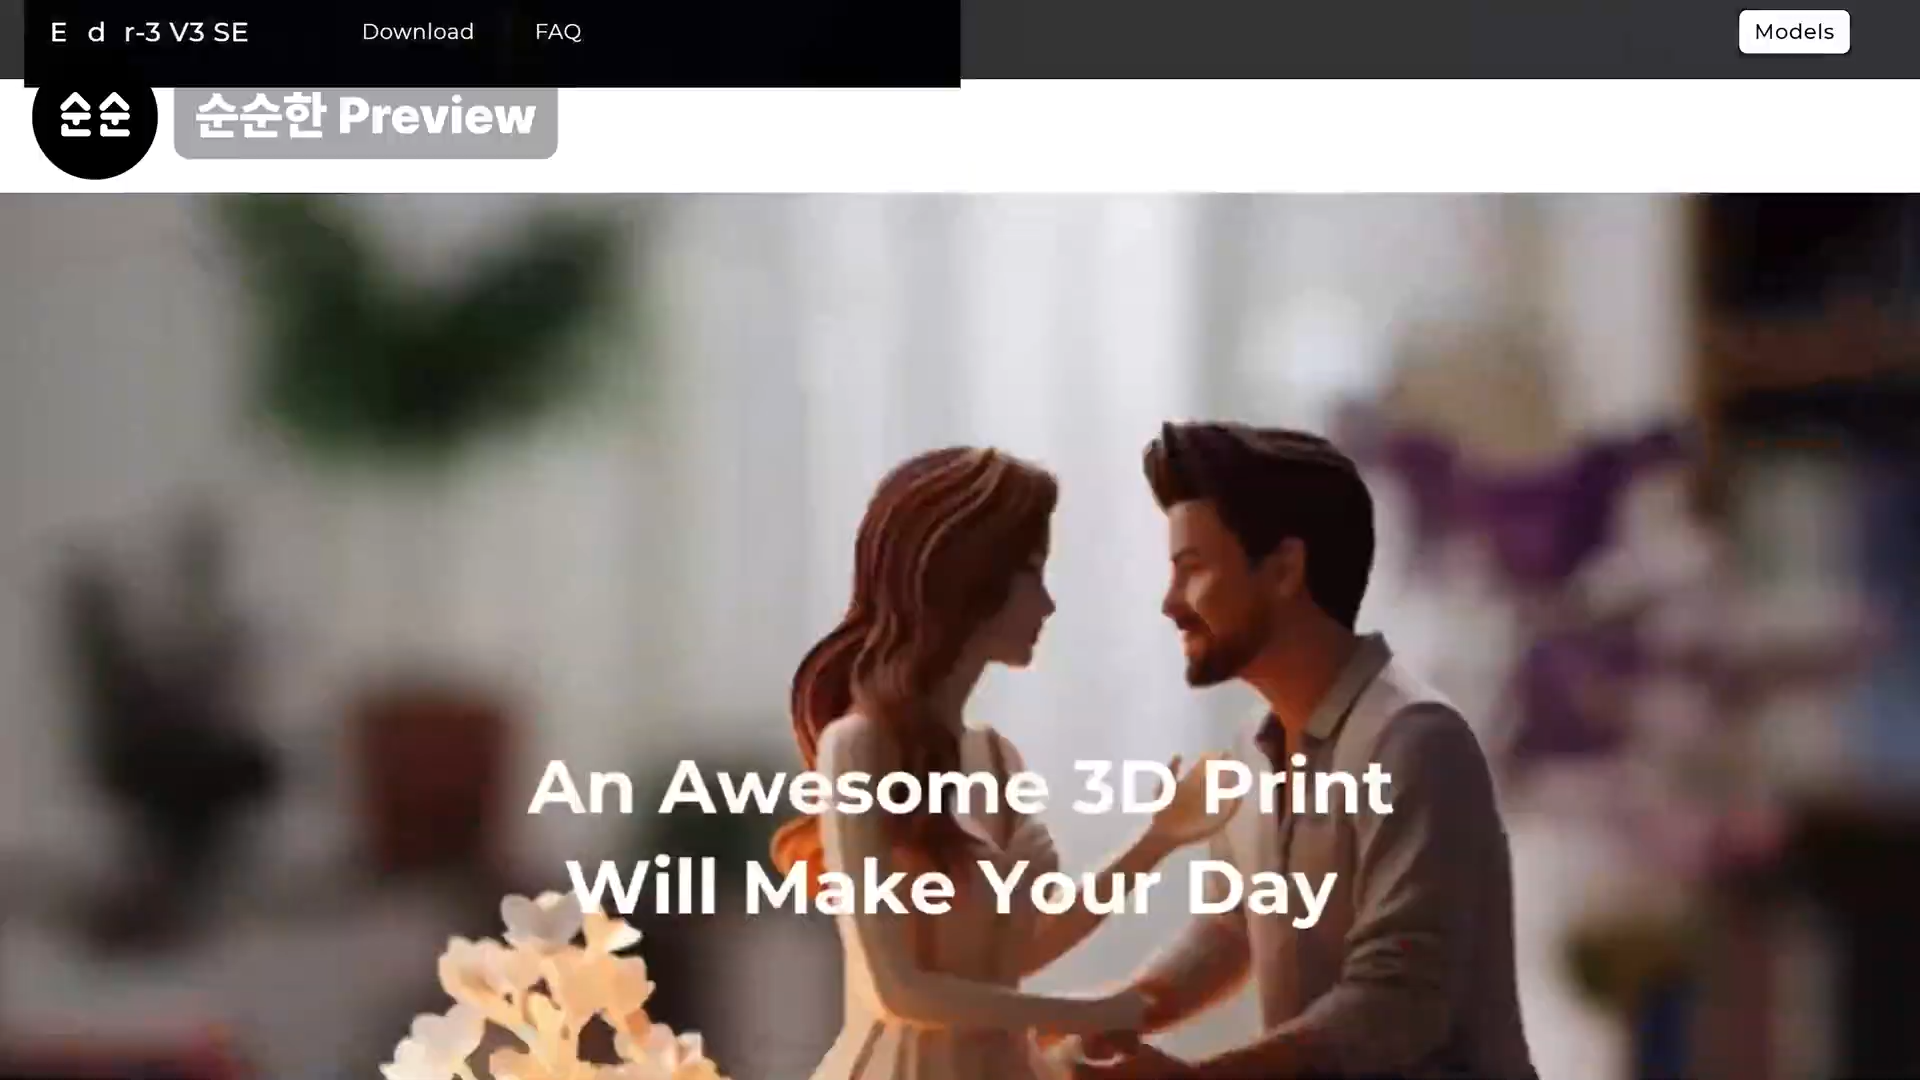 E d r-3 V3 SE
Download
FAQ
Models
순순
순순한 Preview
An Awesome 3D Print
Will Make Your Day